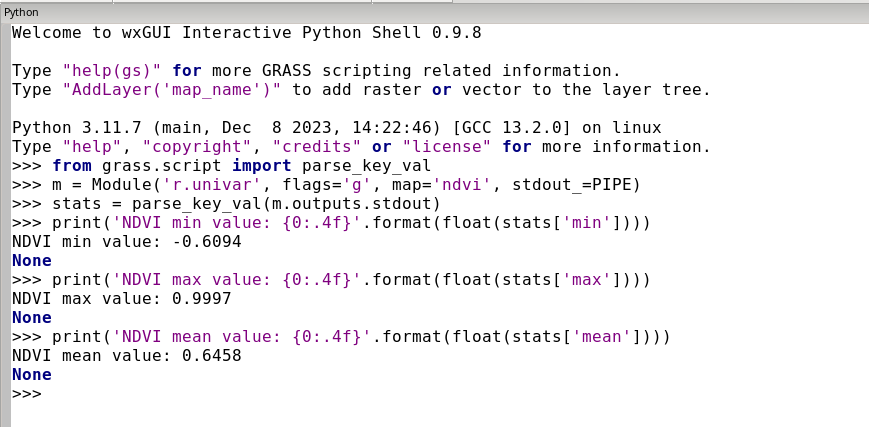 Python
Welcome to wxGUI Interactive Python Shell 0.9.8
Type "help(gs)" for more GRASS scripting related information.
Type "AddLayer('map_name')" to add raster or vector to the layer tree.
Python 3.11.7 (main, Dec  8 2023, 14:22:46) [GCC 13.2.0] on linux
Type "help", "copyright", "credits" or "license" for more information.
>>> from grass.script import parse_key_val
>>> m = Module('r.univar', flags='g', map='ndvi', stdout_=PIPE)
>>> stats = parse_key_val(m.outputs.stdout)
>>> print('NDVI min value: {0:.4f}'.format(float(stats['min'])))
NDVI min value: -0.6094
None
>>> print('NDVI max value: {0:.4f}'.format(float(stats['max'])))
NDVI max value: 0.9997
None
>>> print('NDVI mean value: {0:.4f}'.format(float(stats['mean'])))
NDVI mean value: 0.6458
None
>>>